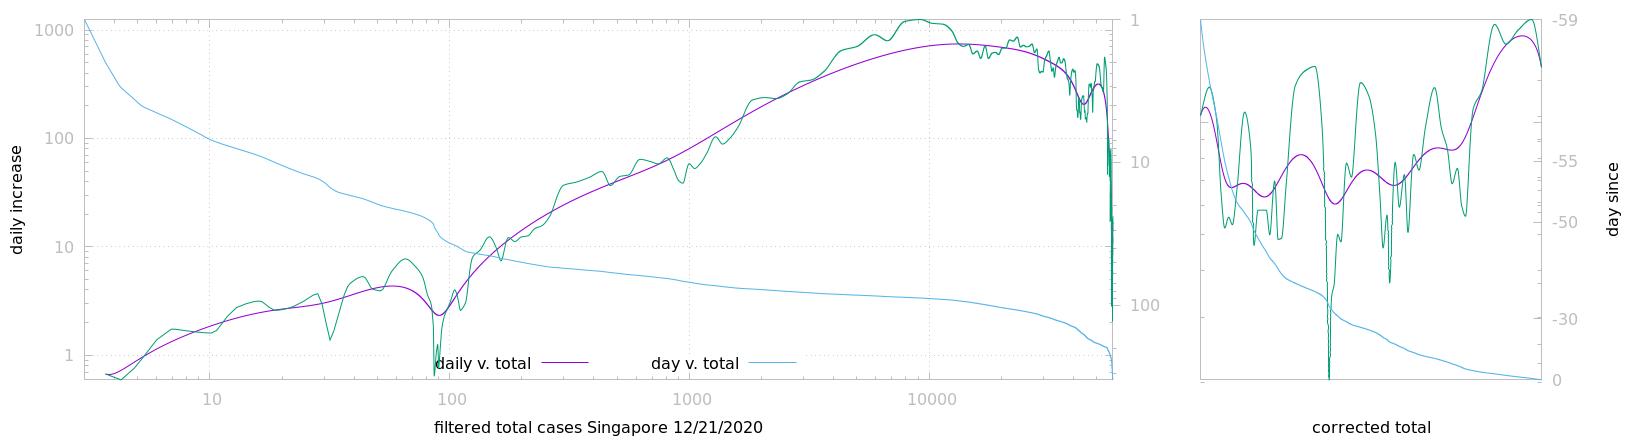 1000
100
10
1
daily increase
10
100
1000
10000
filtered total cases Singapore 12/21/2020
daily v. total
day v. total
1
10
100
-59
-55
-50
-30
0
day since
corrected total